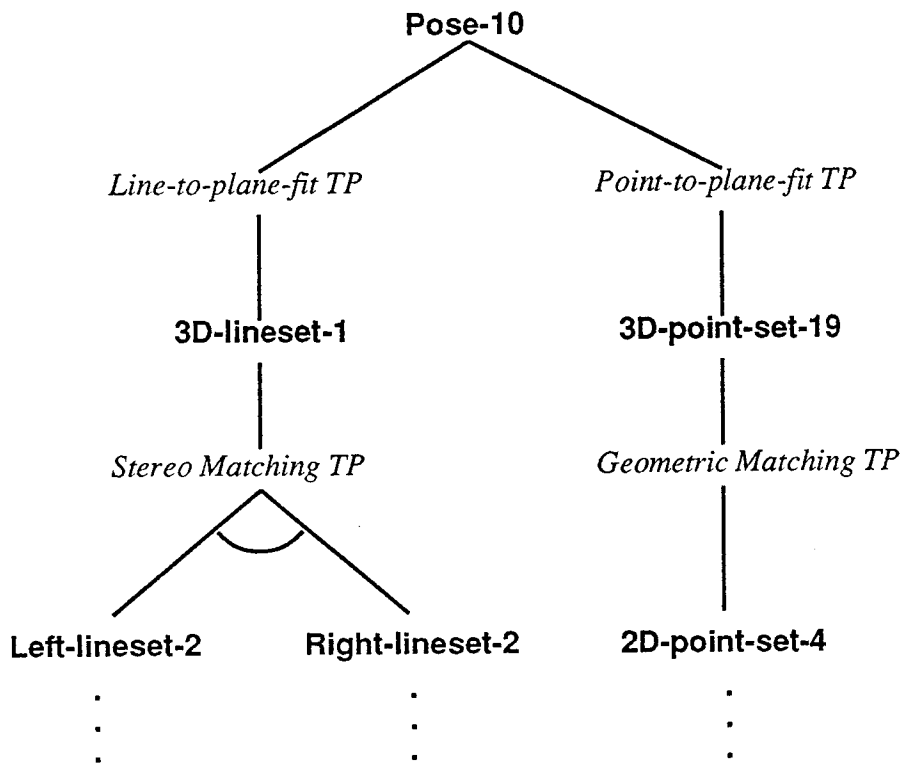 Pose-10
Line-to-plane-fit TP
Point-to-plane-fit TP
3D-lineset-1
3D-point-set-19
Stereo Matching TP
Geometric Matching TP
Left-lineset-2
Right-lineset-2
2D-point-set-4